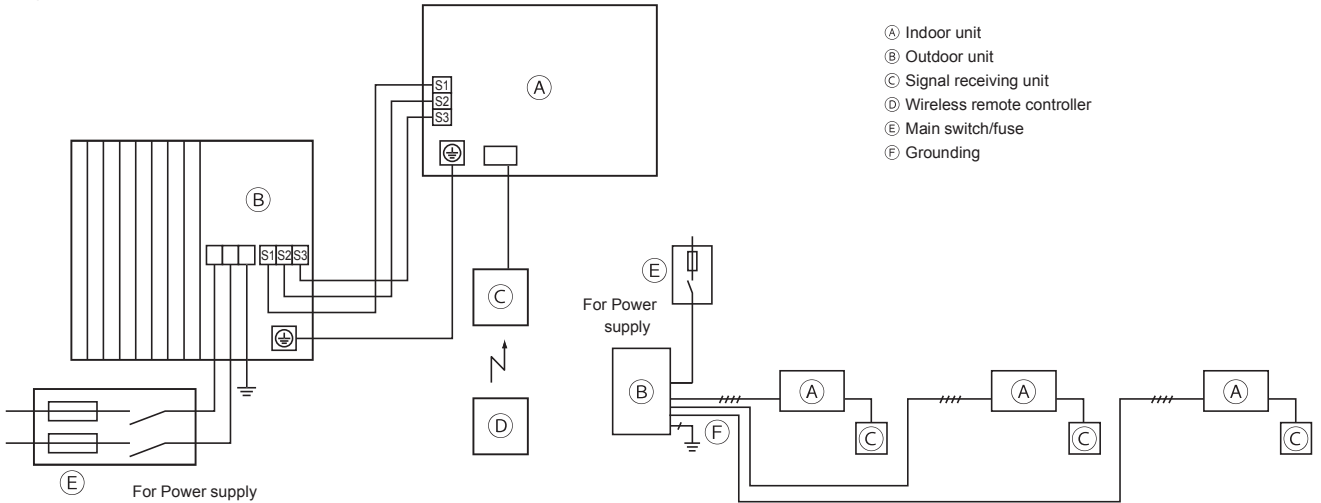 Ⓐ Indoor unit
Ⓑ Outdoor unit
Ⓒ Signal receiving unit
Ⓓ Wireless remote controller
Ⓔ Main switch/fuse
Ⓕ Grounding
S1
S2
S3
Ⓐ
Ⓑ
S1 S2 S3
Ⓒ
Ⓓ
Ⓔ
For Power supply
Ⓔ
For Power
supply
Ⓑ
Ⓐ
Ⓐ
Ⓐ
Ⓒ
Ⓒ
Ⓒ
Ⓕ